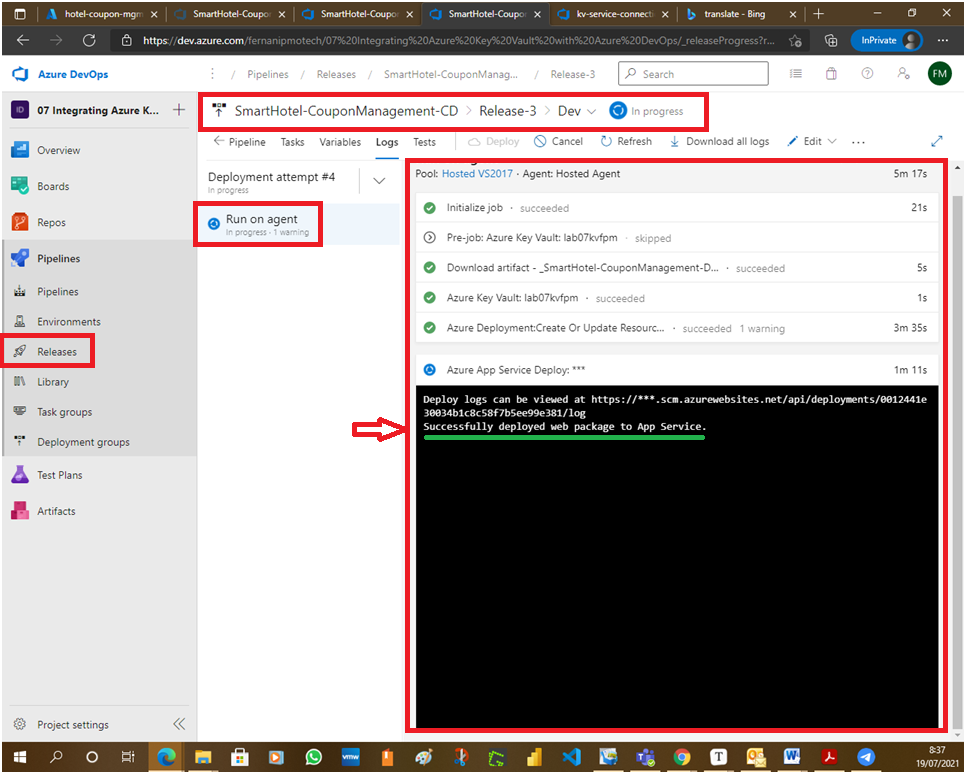 hotel-coupon-mgm
SmartHotel-Coupon
SmartHotel-Coupon
SmartHotel-Coupon
kv-service-connecti
translate - Bing
https://dev.azure.com/fernanipmotech/07%20Integrating%20Azure%20Key%20Vault%20with%20Azure%20DevOps/_releaseProgress?r...
InPrivate
Azure DevOps
/ Pipelines / Releases / SmartHotel-CouponManag... / Release-3
Search
FM
ID
07 Integrating Azure K...
SmartHotel-CouponManagement-CD > Release-3 > Dev
In progress
Overview
Boards
Repos
Pipelines
Pipelines
Environments
Releases
Library
Task groups
Deployment groups
Test Plans
Artifacts
Project settings
Pipeline Tasks Variables Logs Tests
Deploy Cancel Refresh Download all logs Edit ...
Deployment attempt #4
In progress
Run on agent
In progress · 1 warning
Pool: Hosted VS2017 · Agent: Hosted Agent 5m 17s
Initialize job · succeeded 21s
Pre-job: Azure Key Vault: lab07kvfpm · skipped
Download artifact - _SmartHotel-CouponManagement-D... · succeeded 5s
Azure Key Vault: lab07kvfpm · succeeded 1s
Azure Deployment:Create Or Update Resourc... · succeeded 1 warning 3m 35s
Azure App Service Deploy: *** 1m 11s
Deploy logs can be viewed at https://***.scm.azurewebsites.net/api/deployments/0012441e
30034b1c8c58f7b5ee99e381/log
Successfully deployed web package to App Service.
vmw
T
W
8:37
19/07/2021